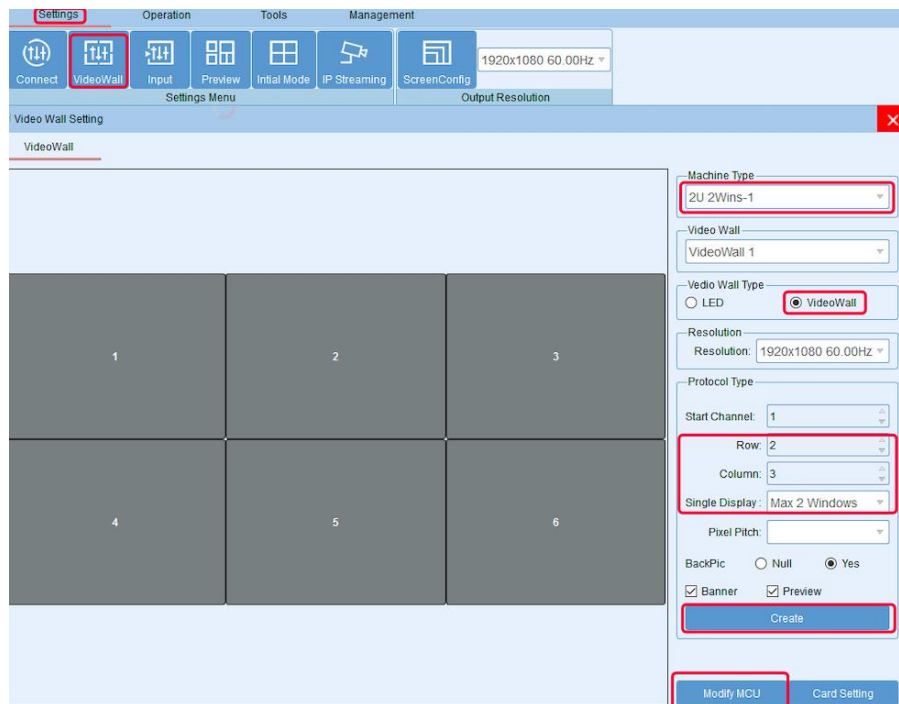 Settings Operation Tools Management
Connect VideoWall Input Preview Intial Mode IP Streaming ScreenConfig 1920x1080 60.00Hz
Settings Menu Output Resolution
Video Wall Setting
VideoWall
Machine Type
2U 2Wins-1
Video Wall
VideoWall 1
Vedio Wall Type
LED VideoWall
Resolution
Resolution: 1920x1080 60.00Hz
Protocol Type
Start Channel: 1
Row: 2
Column: 3
Single Display : Max 2 Windows
Pixel Pitch:
BackPic Null Yes
Banner Preview
Create
Modify MCU Card Setting
1 2 3
4 5 6